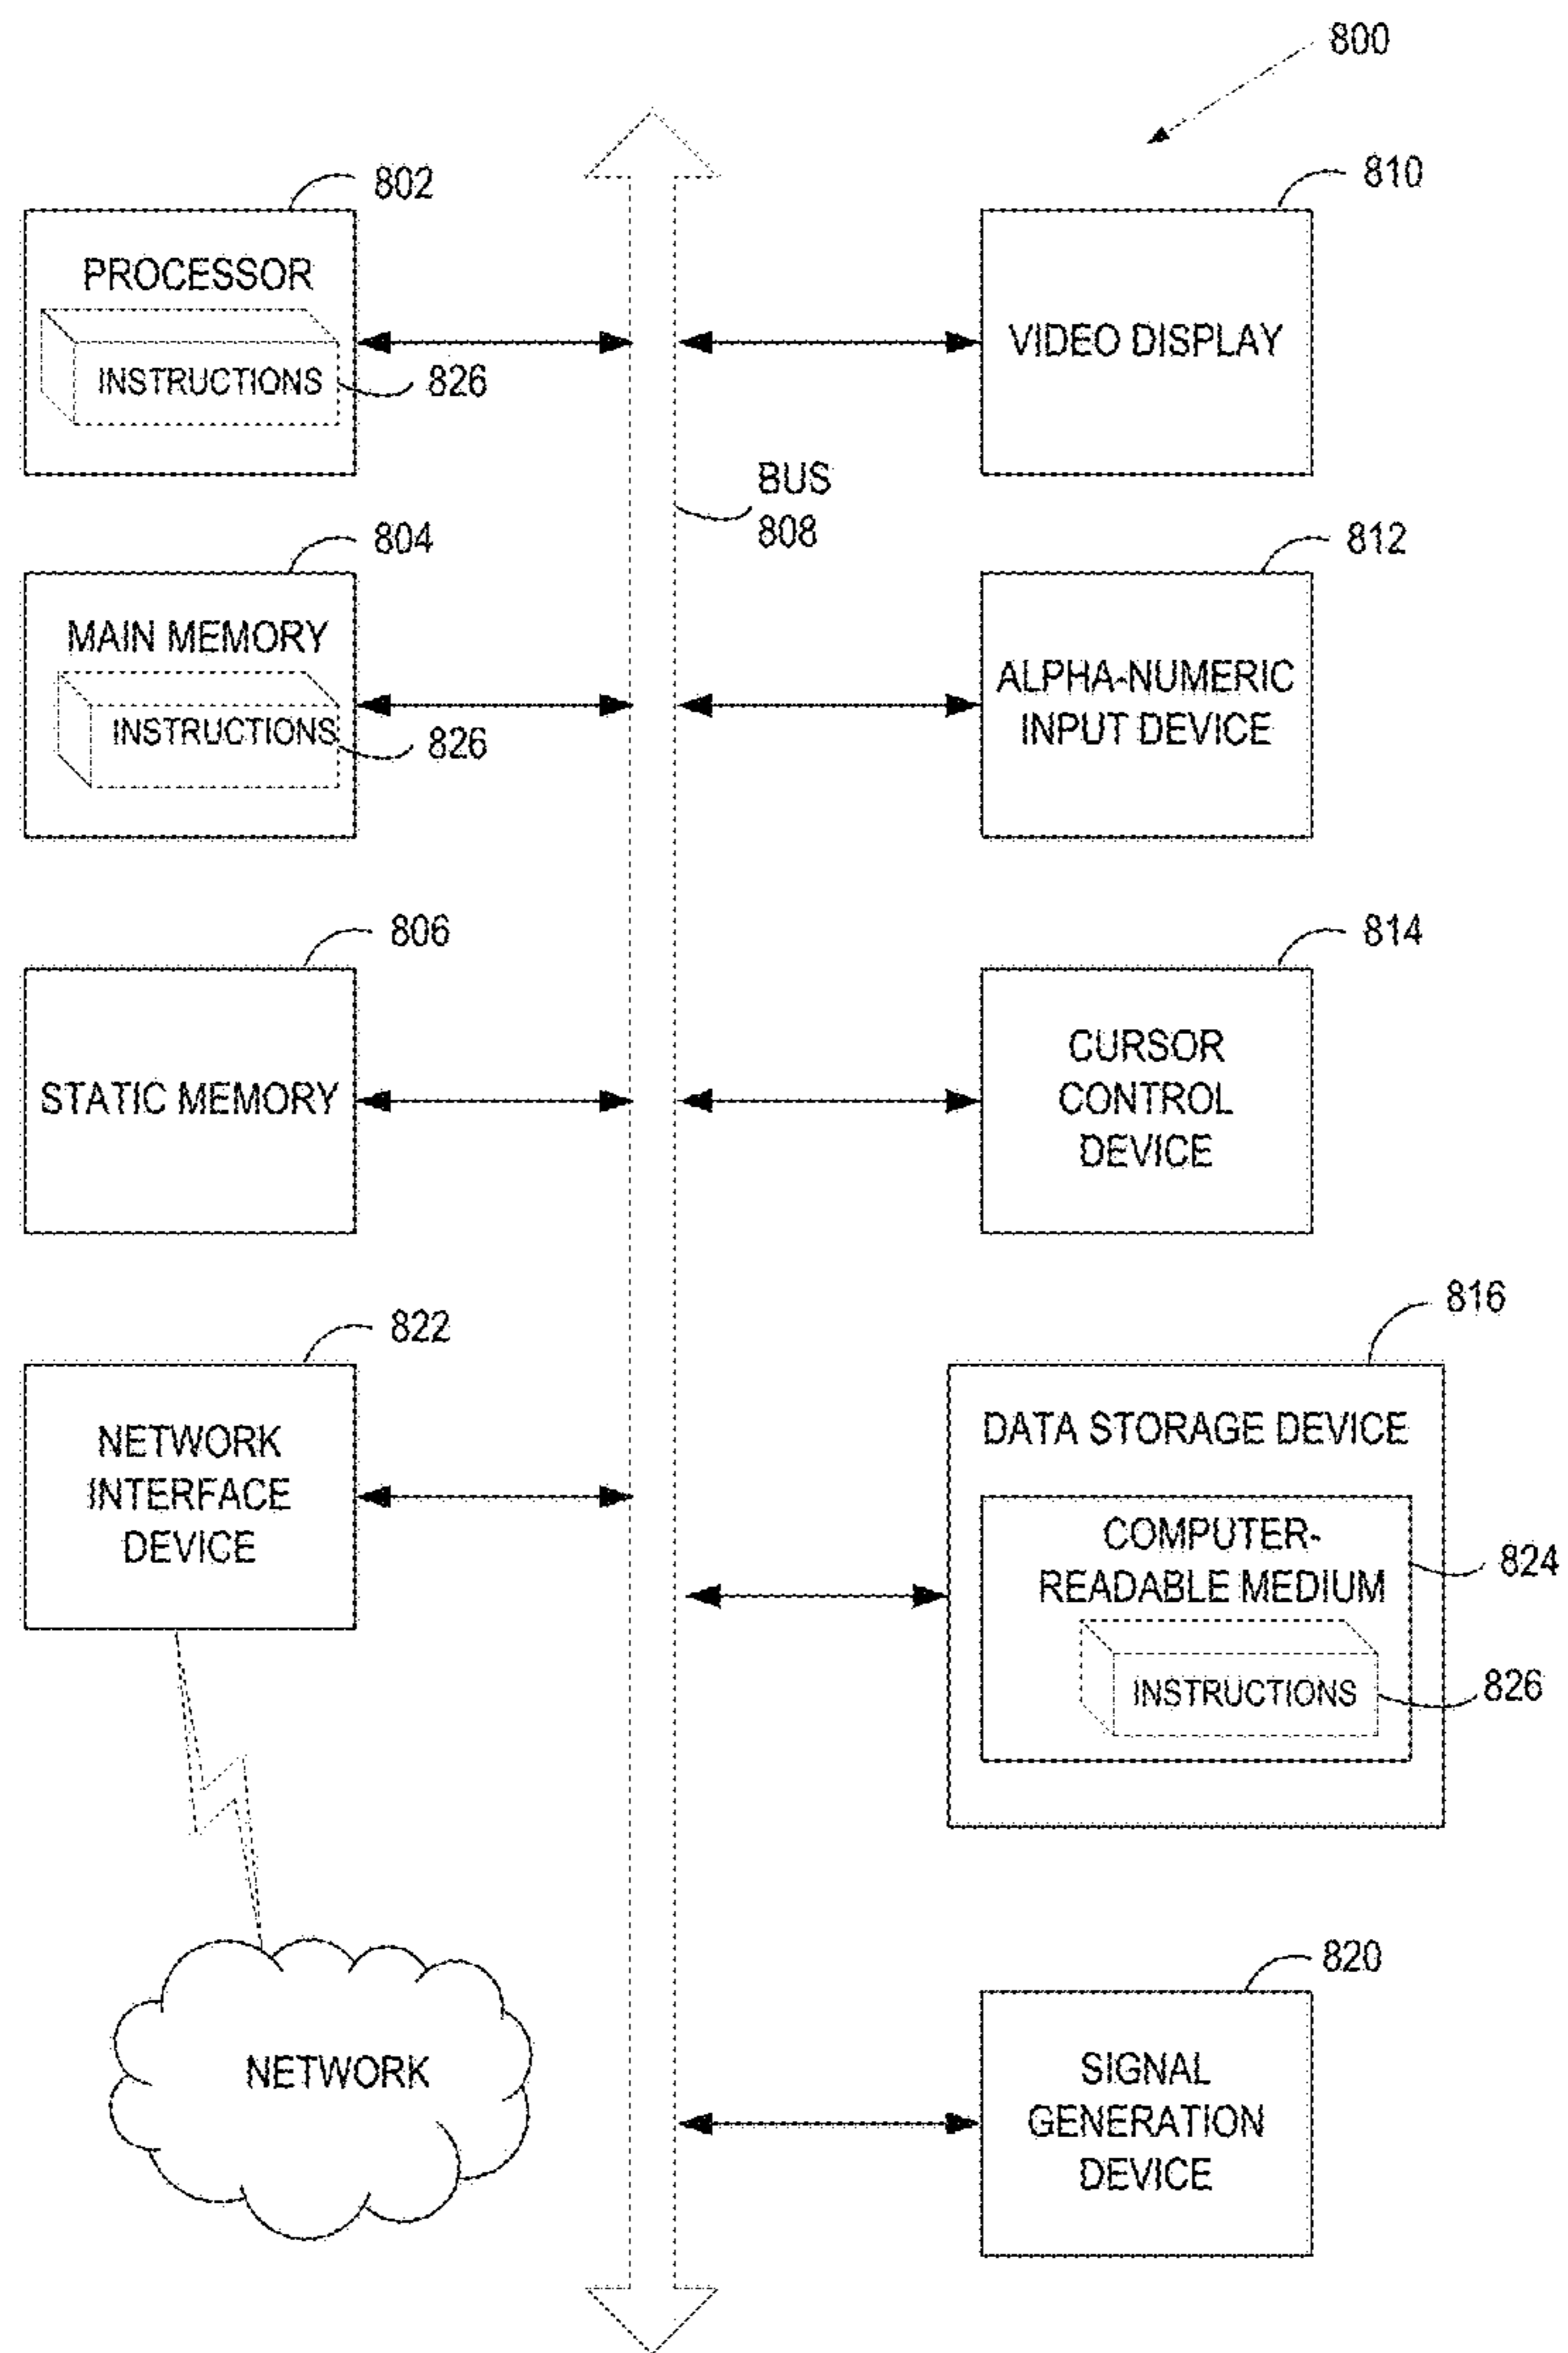 800
802
PROCESSOR
INSTRUCTIONS
826
810
VIDEO DISPLAY
BUS
808
804
MAIN MEMORY
INSTRUCTIONS
826
812
ALPHA-NUMERIC
INPUT DEVICE
806
STATIC MEMORY
814
CURSOR
CONTROL
DEVICE
822
NETWORK
INTERFACE
DEVICE
816
DATA STORAGE DEVICE
COMPUTER-
READABLE MEDIUM
824
INSTRUCTIONS
826
NETWORK
820
SIGNAL
GENERATION
DEVICE